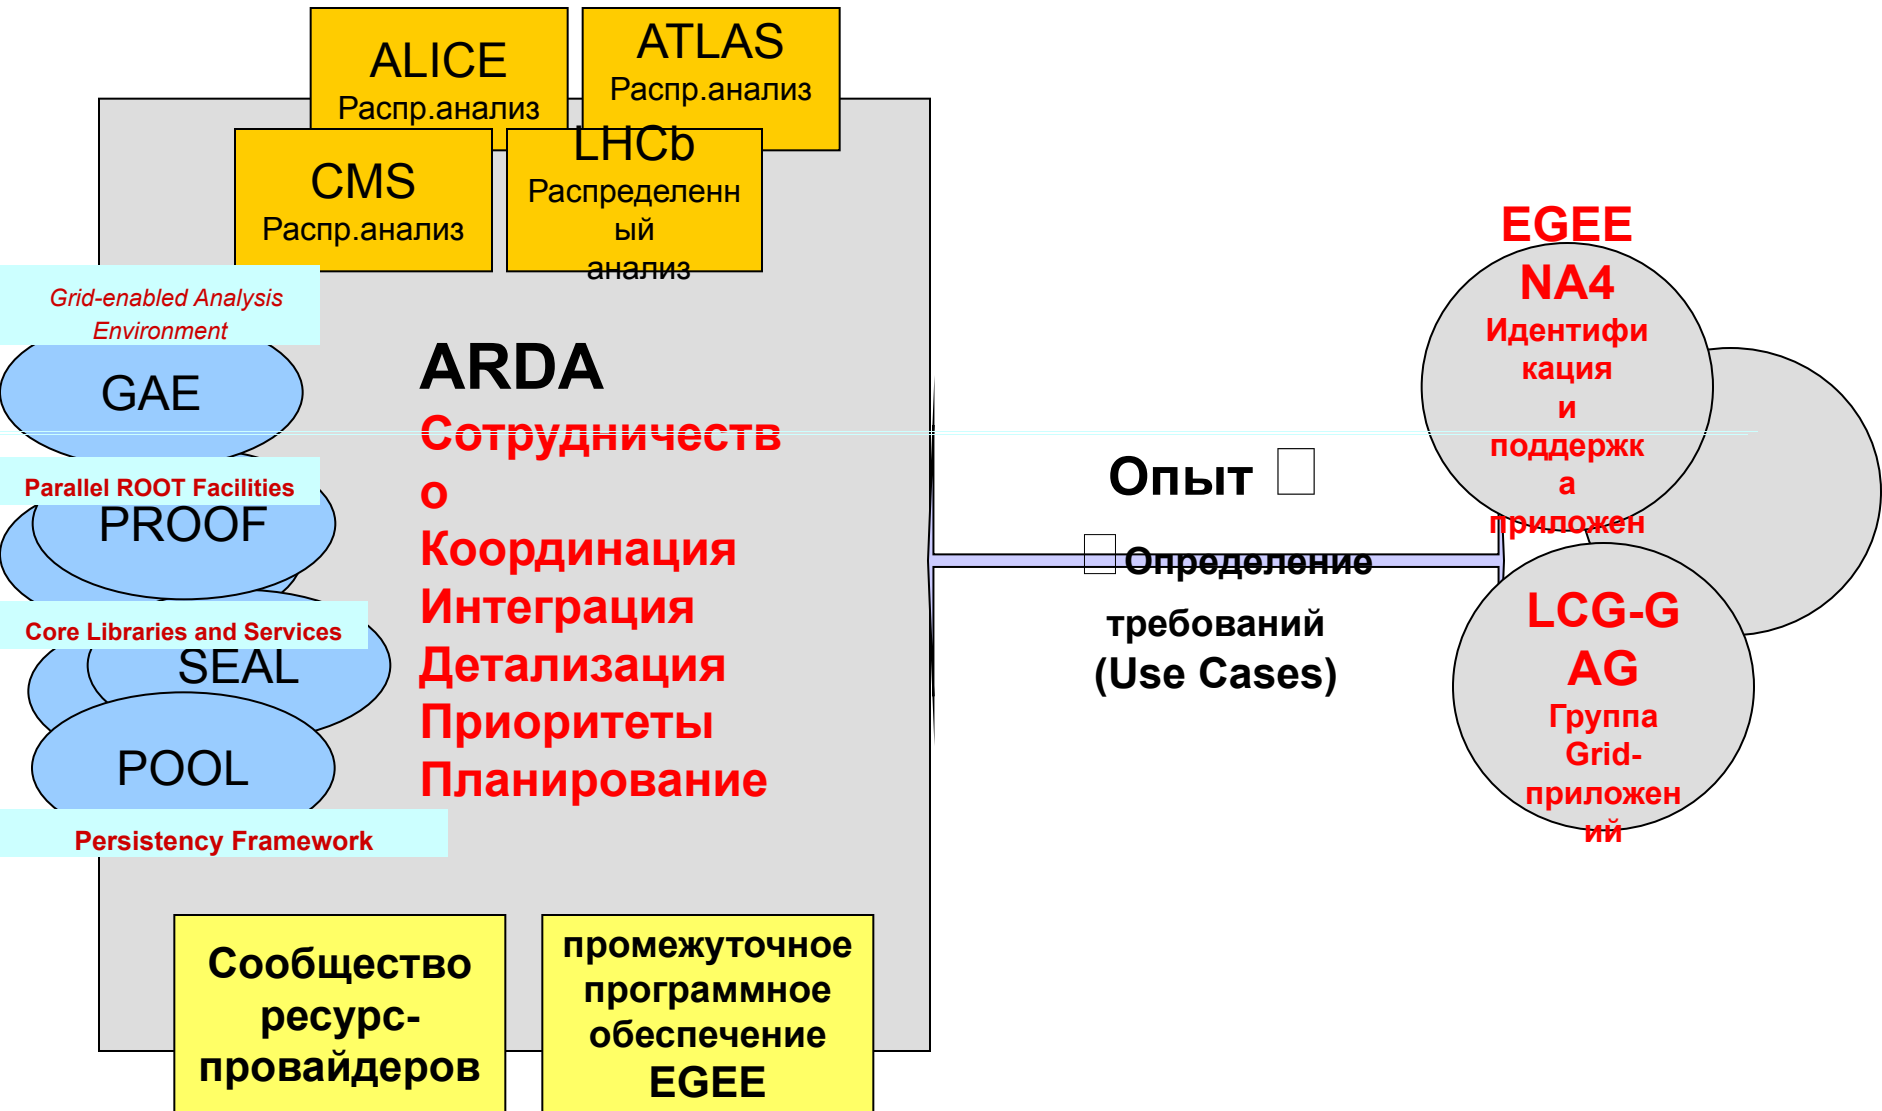 ALICE
Распр.анализ
ATLAS
Распр.анализ
CMS
Распр.анализ
LHCb
Распределенн
ый
анализ
Grid-enabled Analysis
Environment
GAE
Parallel ROOT Facilities
PROOF
Core Libraries and Services
SEAL
POOL
Persistency Framework
ARDA
Сотрудничеств
о
Координация
Интеграция
Детализация
Приоритеты
Планирование
Сообщество
ресурс-
провайдеров
промежуточное
программное
обеспечение
EGEE
Опыт
Определение
требований
(Use Cases)
EGEE
NA4
Идентифи
кация
и
поддержк
а
приложен
LCG-G
AG
Группа
Grid-
приложен
ий